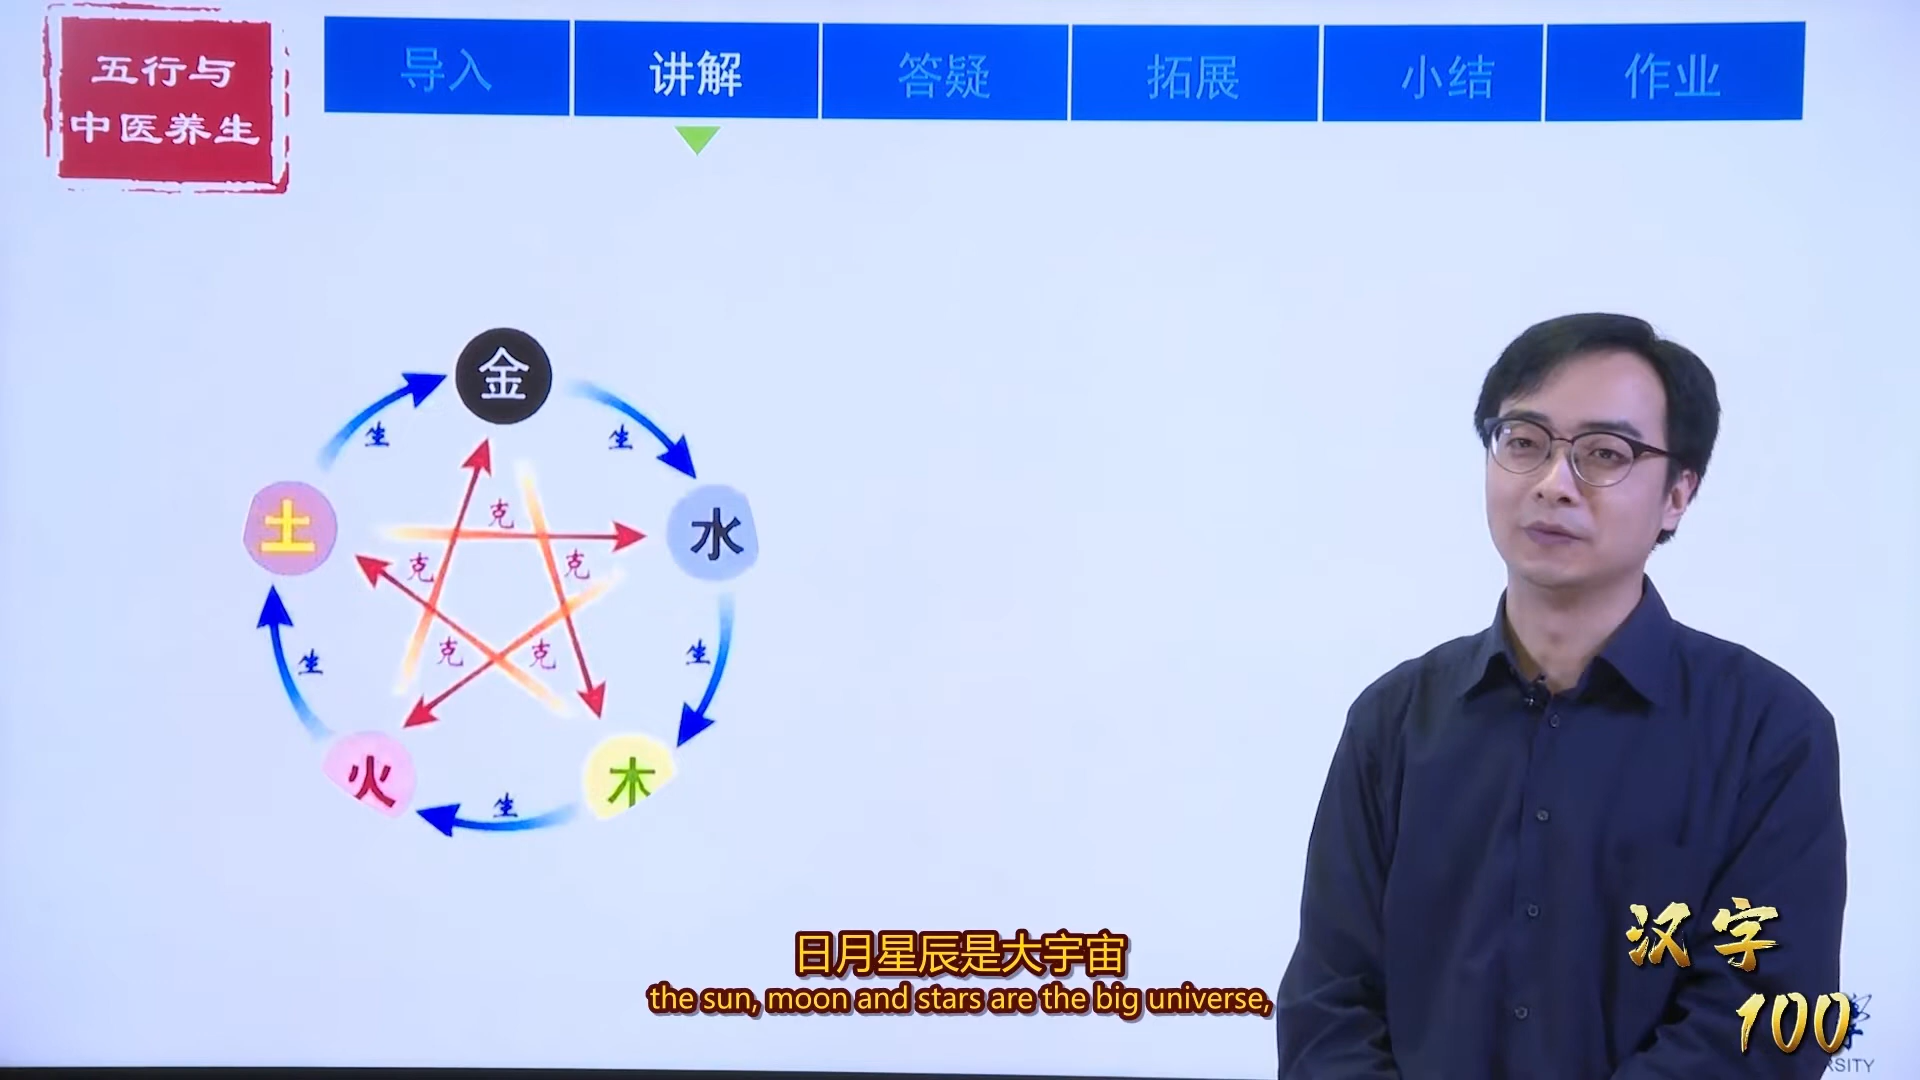 五行与
中医养生
导入
讲解
答疑
拓展
小结
作业
金
生
生
土
克
水
克
克
生
克
克
生
火
生
木
日月星辰是大宇宙
the sun, moon and stars are the big universe,
汉字
100